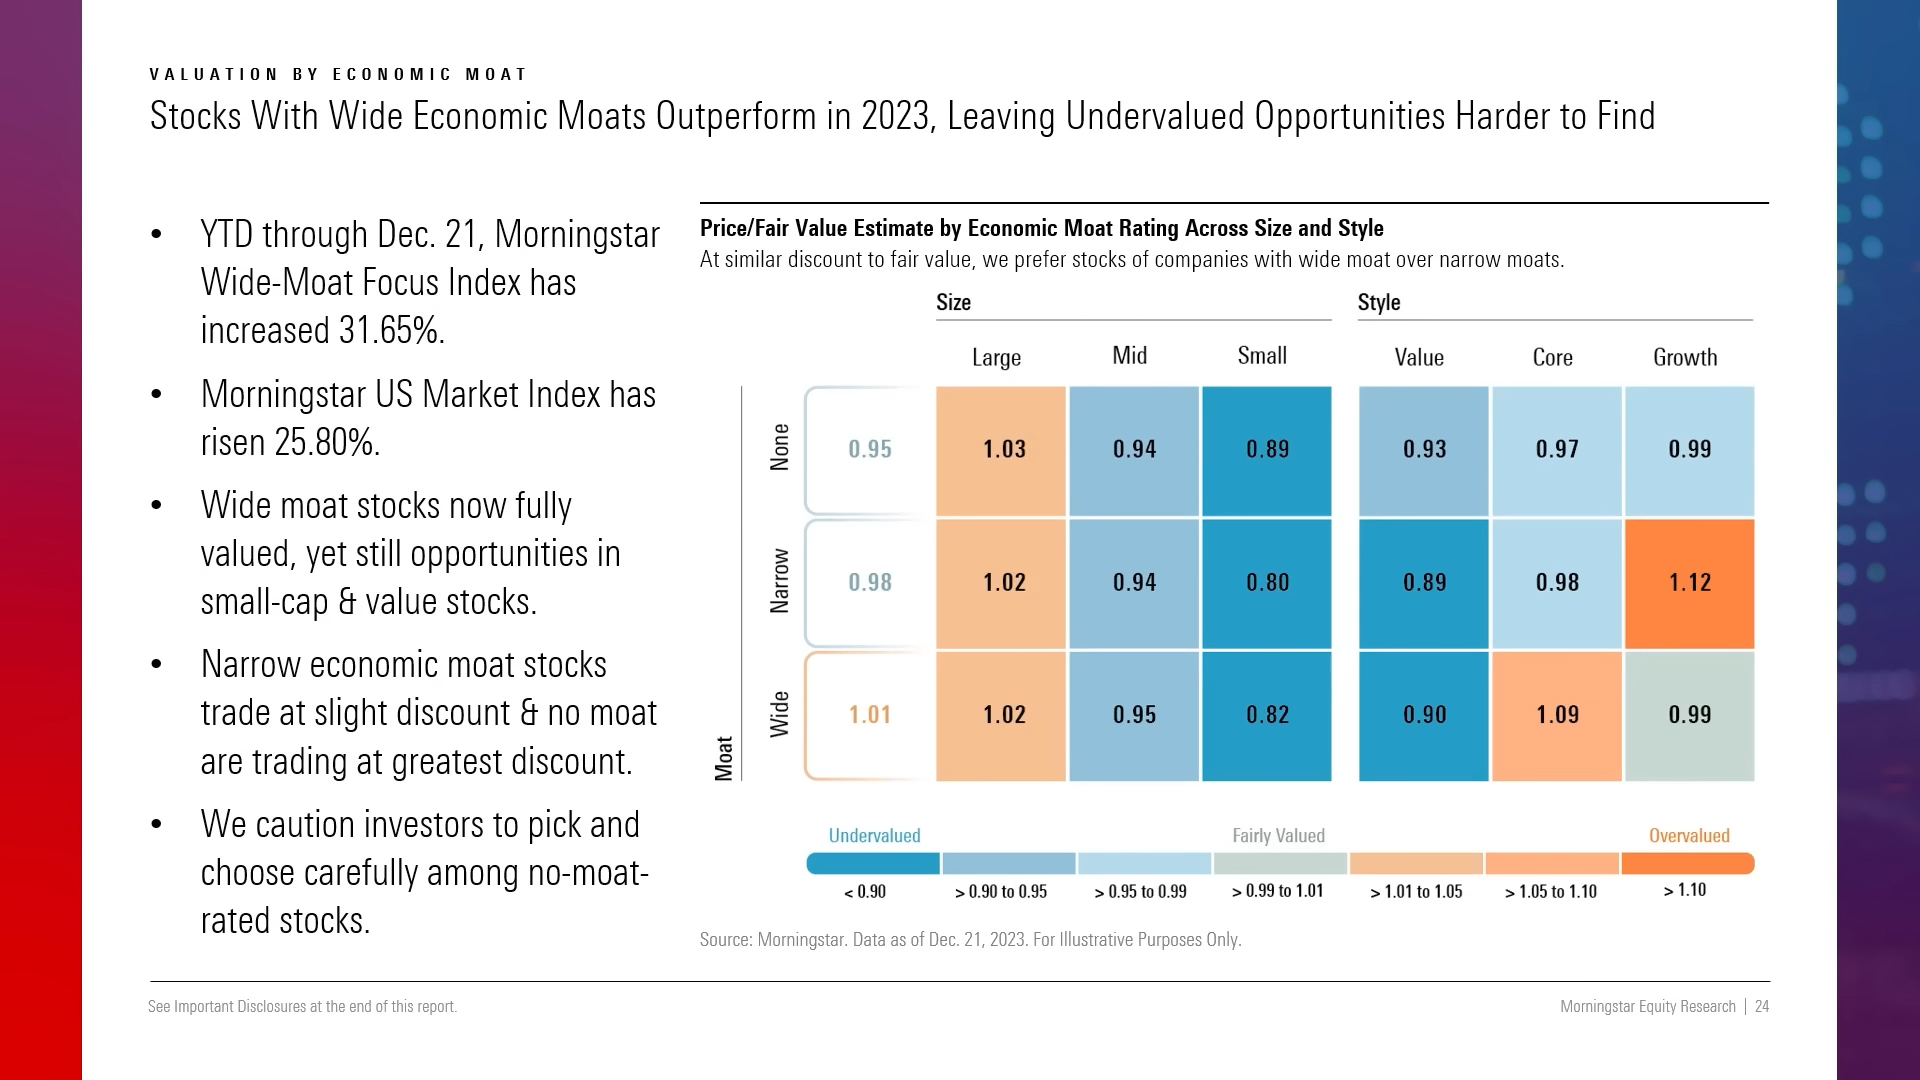 VALUATION BY ECONOMIC MOAT
Stocks With Wide Economic Moats Outperform in 2023, Leaving Undervalued Opportunities Harder to Find
• YTD through Dec. 21, Morningstar
Wide-Moat Focus Index has
increased 31.65%.
• Morningstar US Market Index has
risen 25.80%.
• Wide moat stocks now fully
valued, yet still opportunities in
small-cap & value stocks.
• Narrow economic moat stocks
trade at slight discount & no moat
are trading at greatest discount.
• We caution investors to pick and
choose carefully among no-moat-
rated stocks.
Price/Fair Value Estimate by Economic Moat Rating Across Size and Style
At similar discount to fair value, we prefer stocks of companies with wide moat over narrow moats.
Size Style
Large Mid Small Value Core Growth
None 0.95 1.03 0.94 0.89 0.93 0.97 0.99
Narrow 0.98 1.02 0.94 0.80 0.89 0.98 1.12
Wide 1.01 1.02 0.95 0.82 0.90 1.09 0.99
Moat
Undervalued Fairly Valued Overvalued
< 0.90 > 0.90 to 0.95 > 0.95 to 0.99 > 0.99 to 1.01 > 1.01 to 1.05 > 1.05 to 1.10 > 1.10
Source: Morningstar. Data as of Dec. 21, 2023. For Illustrative Purposes Only.
See Important Disclosures at the end of this report.
Morningstar Equity Research | 24